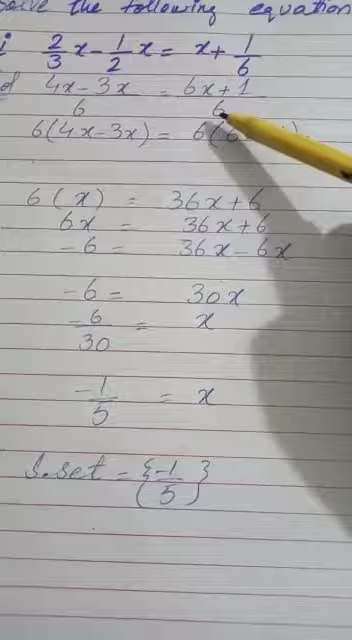 Solve the following equation
i 2/3 x - 1/2 x = x + 1/6
4x - 3x / 6 = 6x + 1 / 6
6(4x - 3x) = 6(6
6(x) = 36x + 6
6x = 36x + 6
-6 = 36x - 6x
-6 = 30x
-6/30 = x
-1/5 = x
S.set = {-1/5}